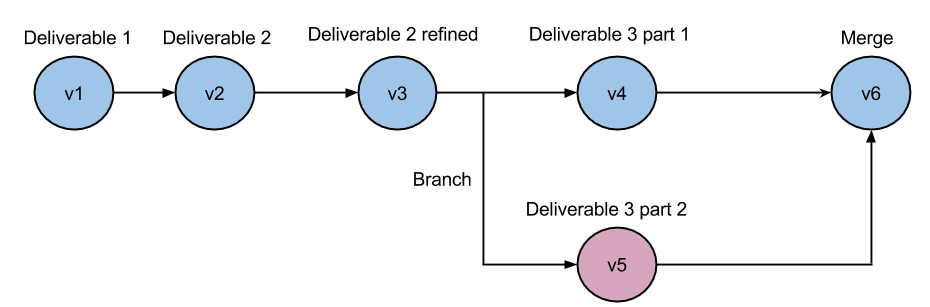 Deliverable 1
Deliverable 2
Deliverable 2 refined
Deliverable 3 part 1
Merge
v1
v2
v3
v4
v6
Branch
Deliverable 3 part 2
v5